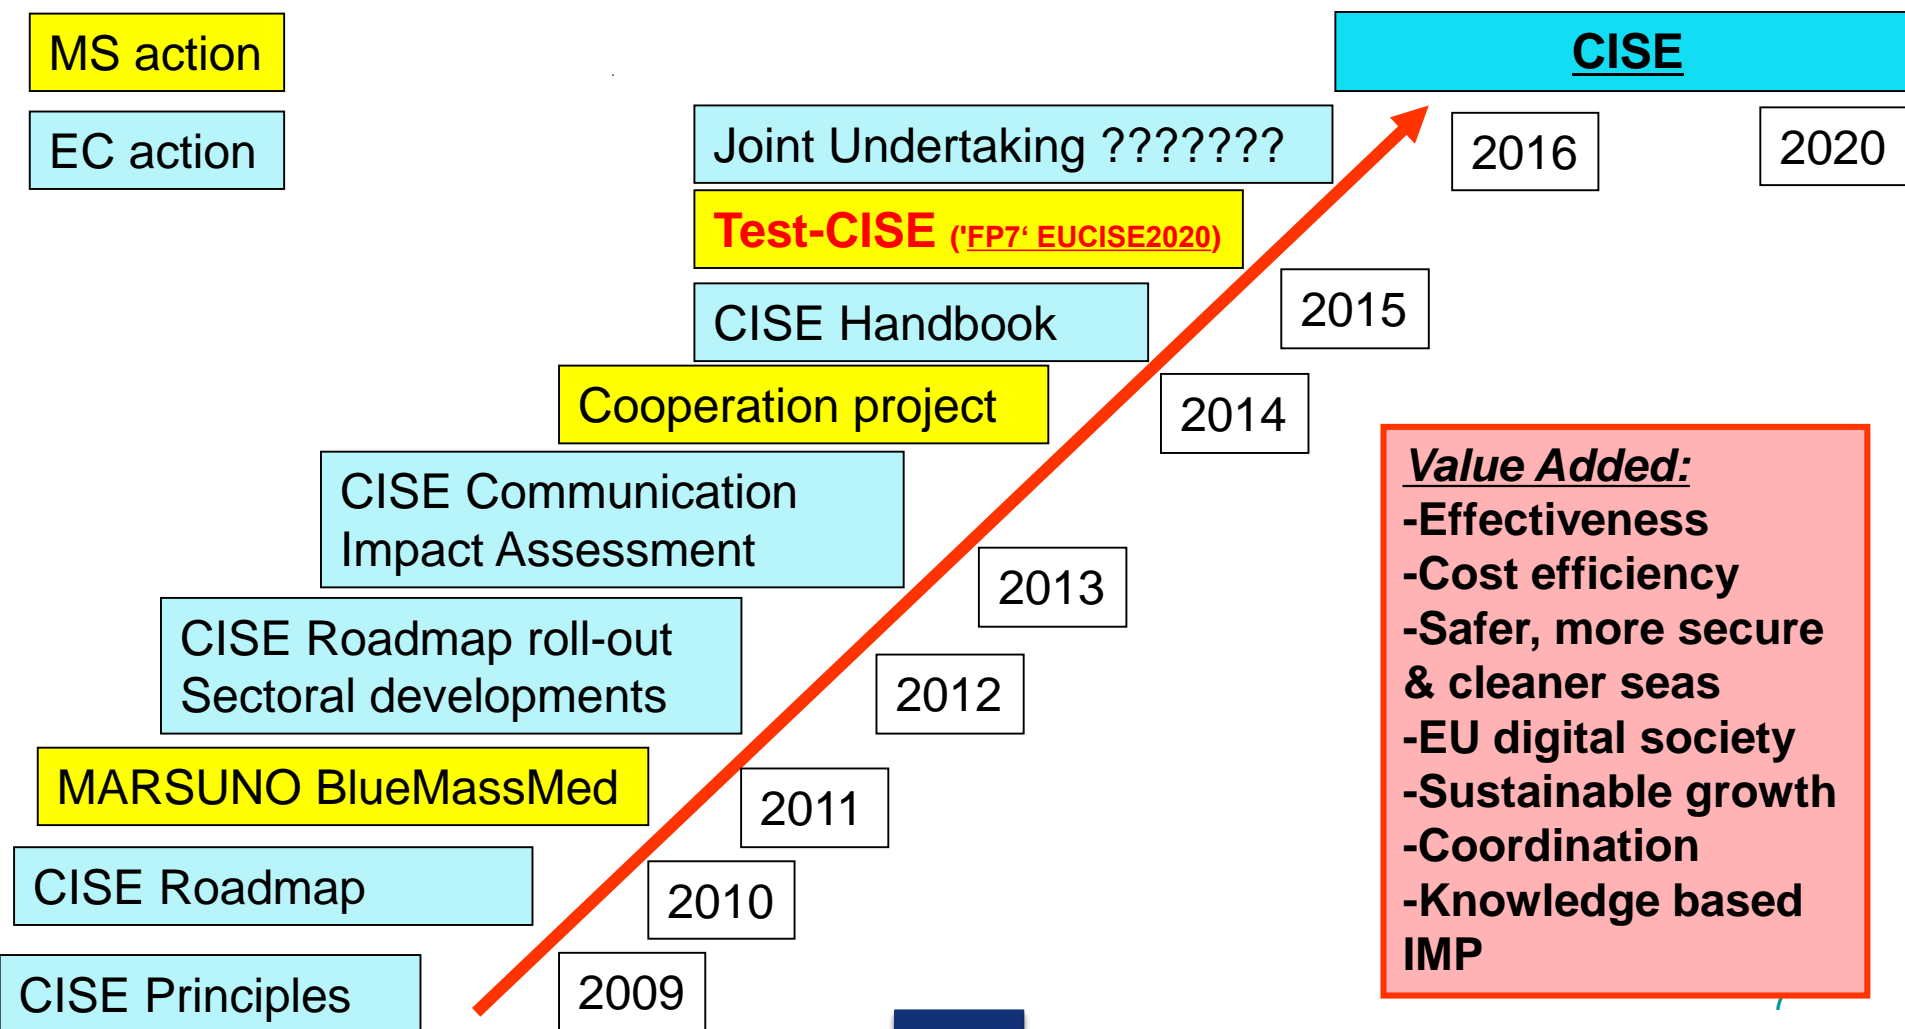 MS action
CISE
EC action
Joint Undertaking ???????
2016
2020
Test-CISE ('FP7‘ EUCISE2020)
2015
CISE Handbook
Cooperation project
2014
CISE Communication
Impact Assessment
2013
CISE Roadmap roll-out
Sectoral developments
2012
MARSUNO BlueMassMed
2011
CISE Roadmap
2010
CISE Principles
2009
Value Added:
-Effectiveness
-Cost efficiency
-Safer, more secure
& cleaner seas
-EU digital society
-Sustainable growth
-Coordination
-Knowledge based
IMP